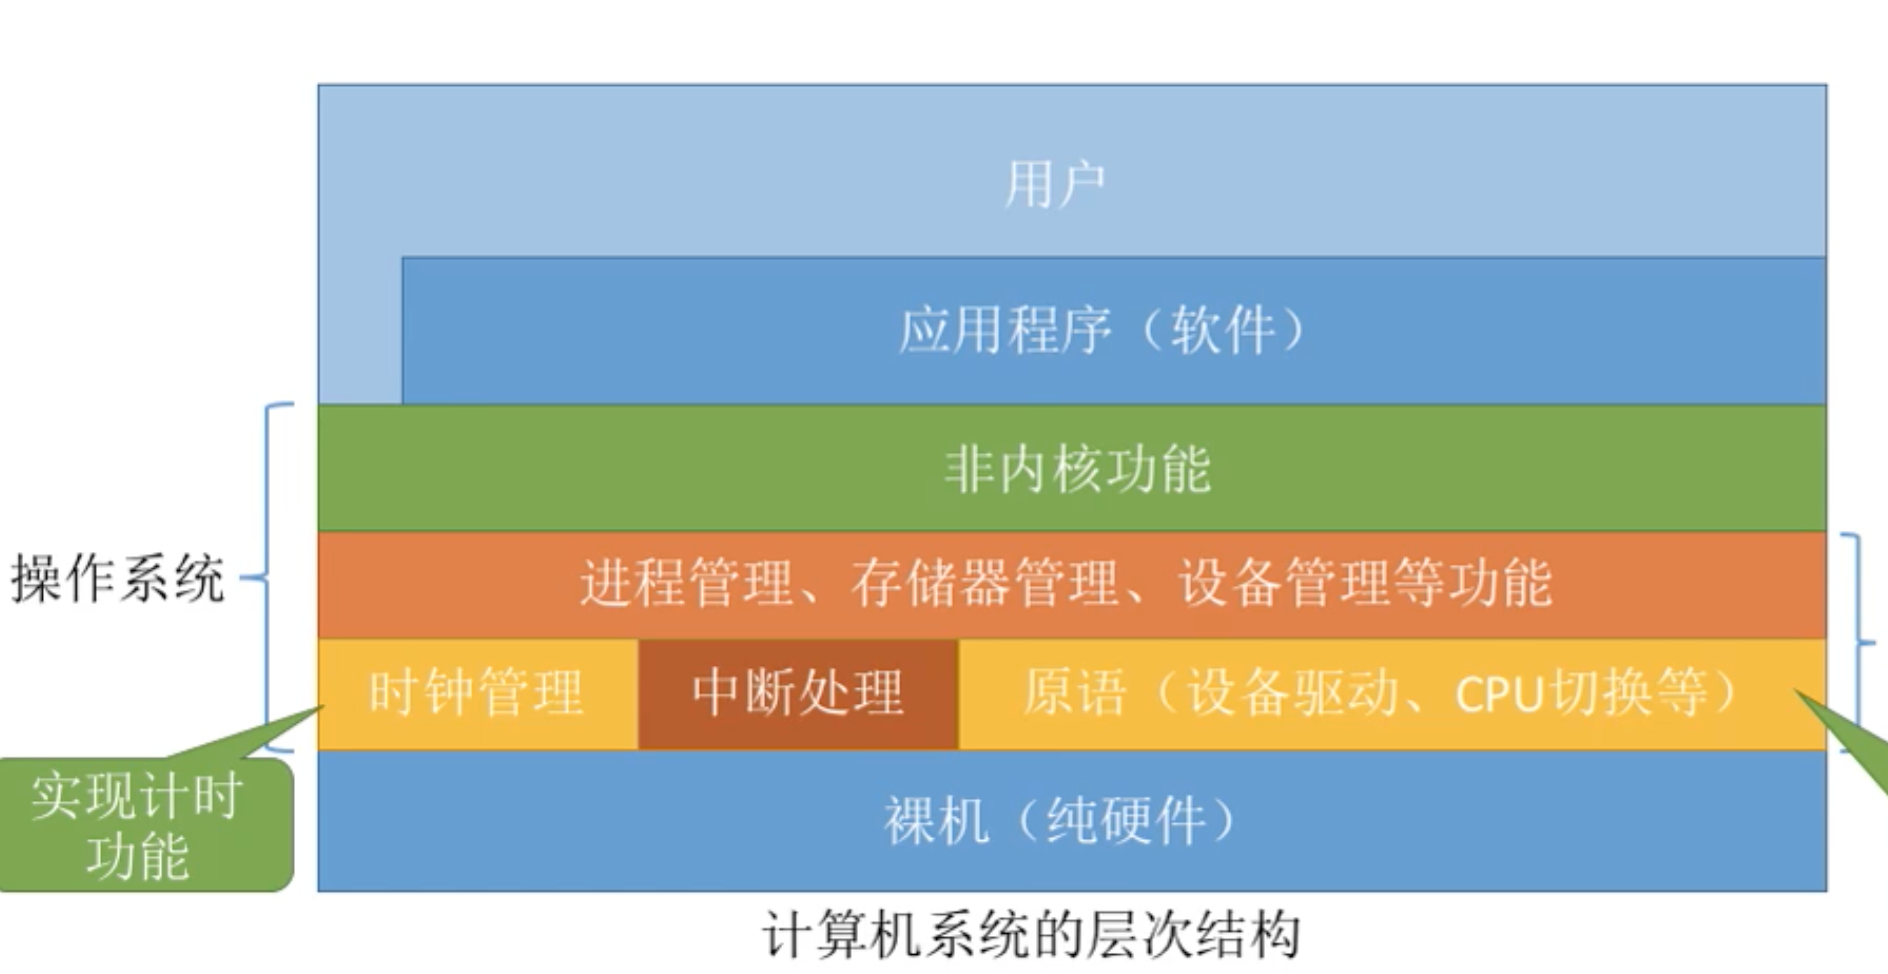 用户
应用程序（软件）
非内核功能
操作系统
进程管理、存储器管理、设备管理等功能
时钟管理
中断处理
原语（设备驱动、CPU切换等）
实现计时
功能
裸机（纯硬件）
计算机系统的层次结构